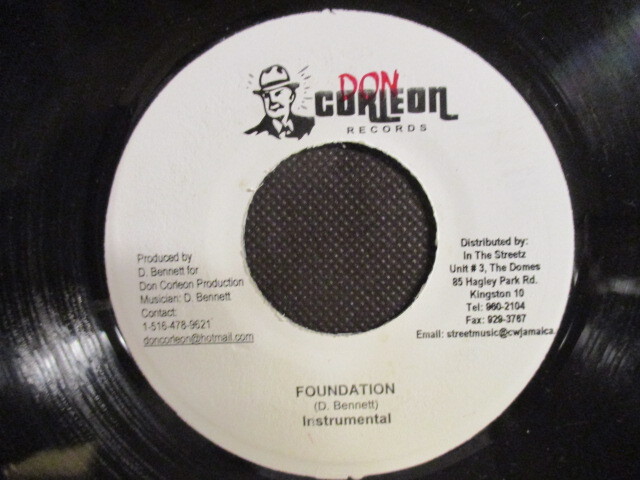 DON
CORLEON
RECORDS
Produced by
D. Bennett for
Don Corleon Production
Musician: D. Bennett
Contact:
1-516-478-9621
doncorleon@hotmail.com
Distributed by:
In The Streetz
Unit # 3, The Domes
85 Hagley Park Rd.
Kingston 10
Tel: 960-2104
Fax: 929-3767
Email: streetmusic@cwjamaica.
FOUNDATION
(D. Bennett)
Instrumental